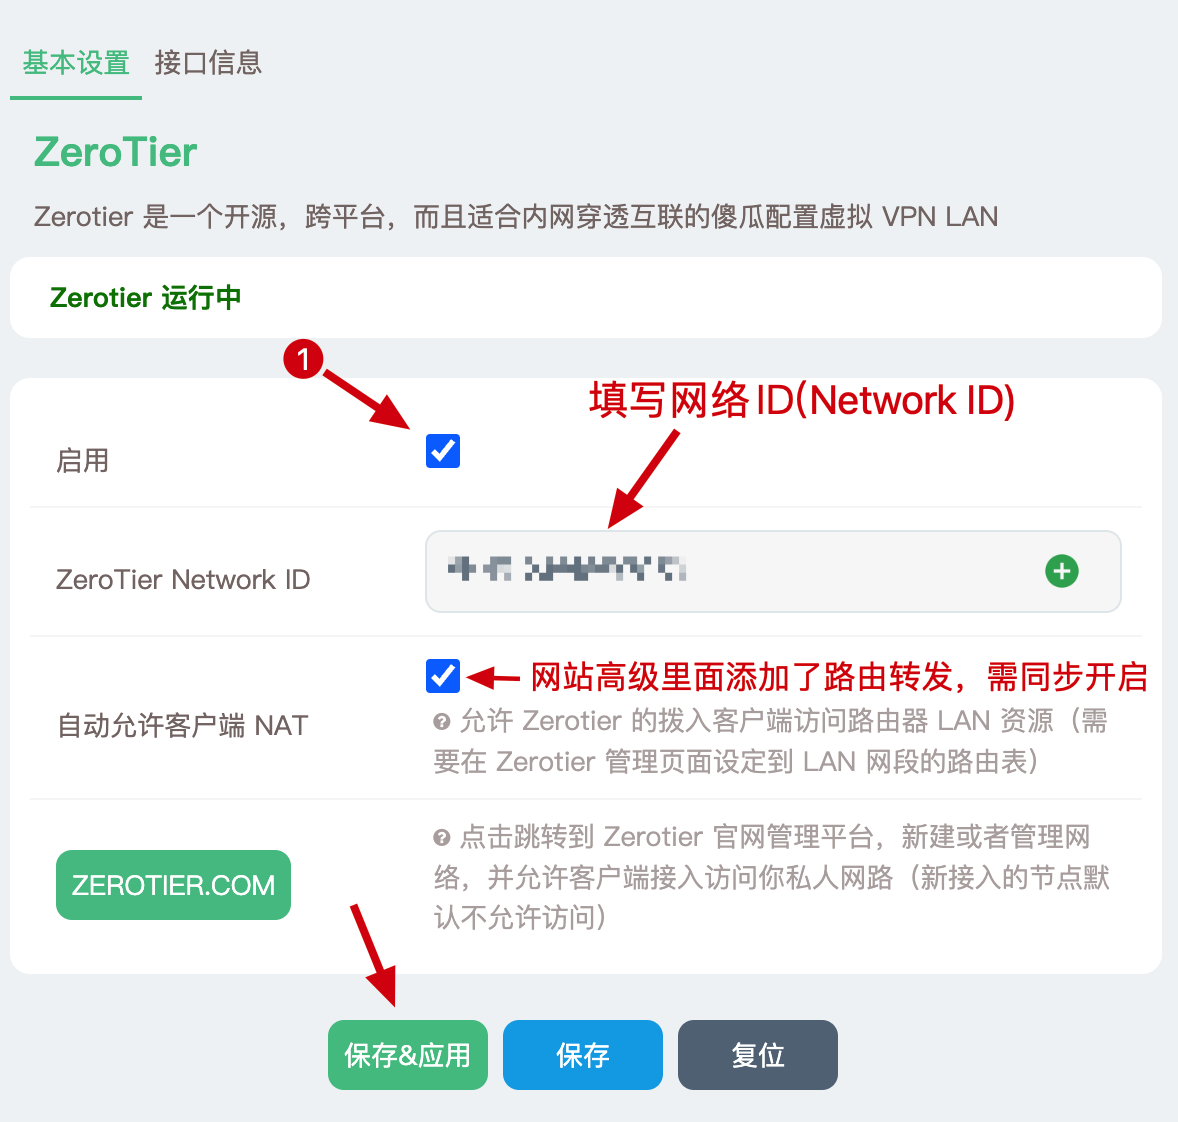 基本设置 接口信息
ZeroTier
Zerotier 是一个开源，跨平台，而且适合内网穿透互联的傻瓜配置虚拟 VPN LAN
Zerotier 运行中
1
填写网络ID(Network ID)
启用
ZeroTier Network ID
网站高级里面添加了路由转发，需同步开启
自动允许客户端 NAT
允许 Zerotier 的拨入客户端访问路由器 LAN 资源（需
要在 Zerotier 管理页面设定到 LAN 网段的路由表）
ZEROTIER.COM
点击跳转到 Zerotier 官网管理平台，新建或者管理网
络，并允许客户端接入访问你私人网路（新接入的节点默
认不允许访问）
保存&应用 保存 复位